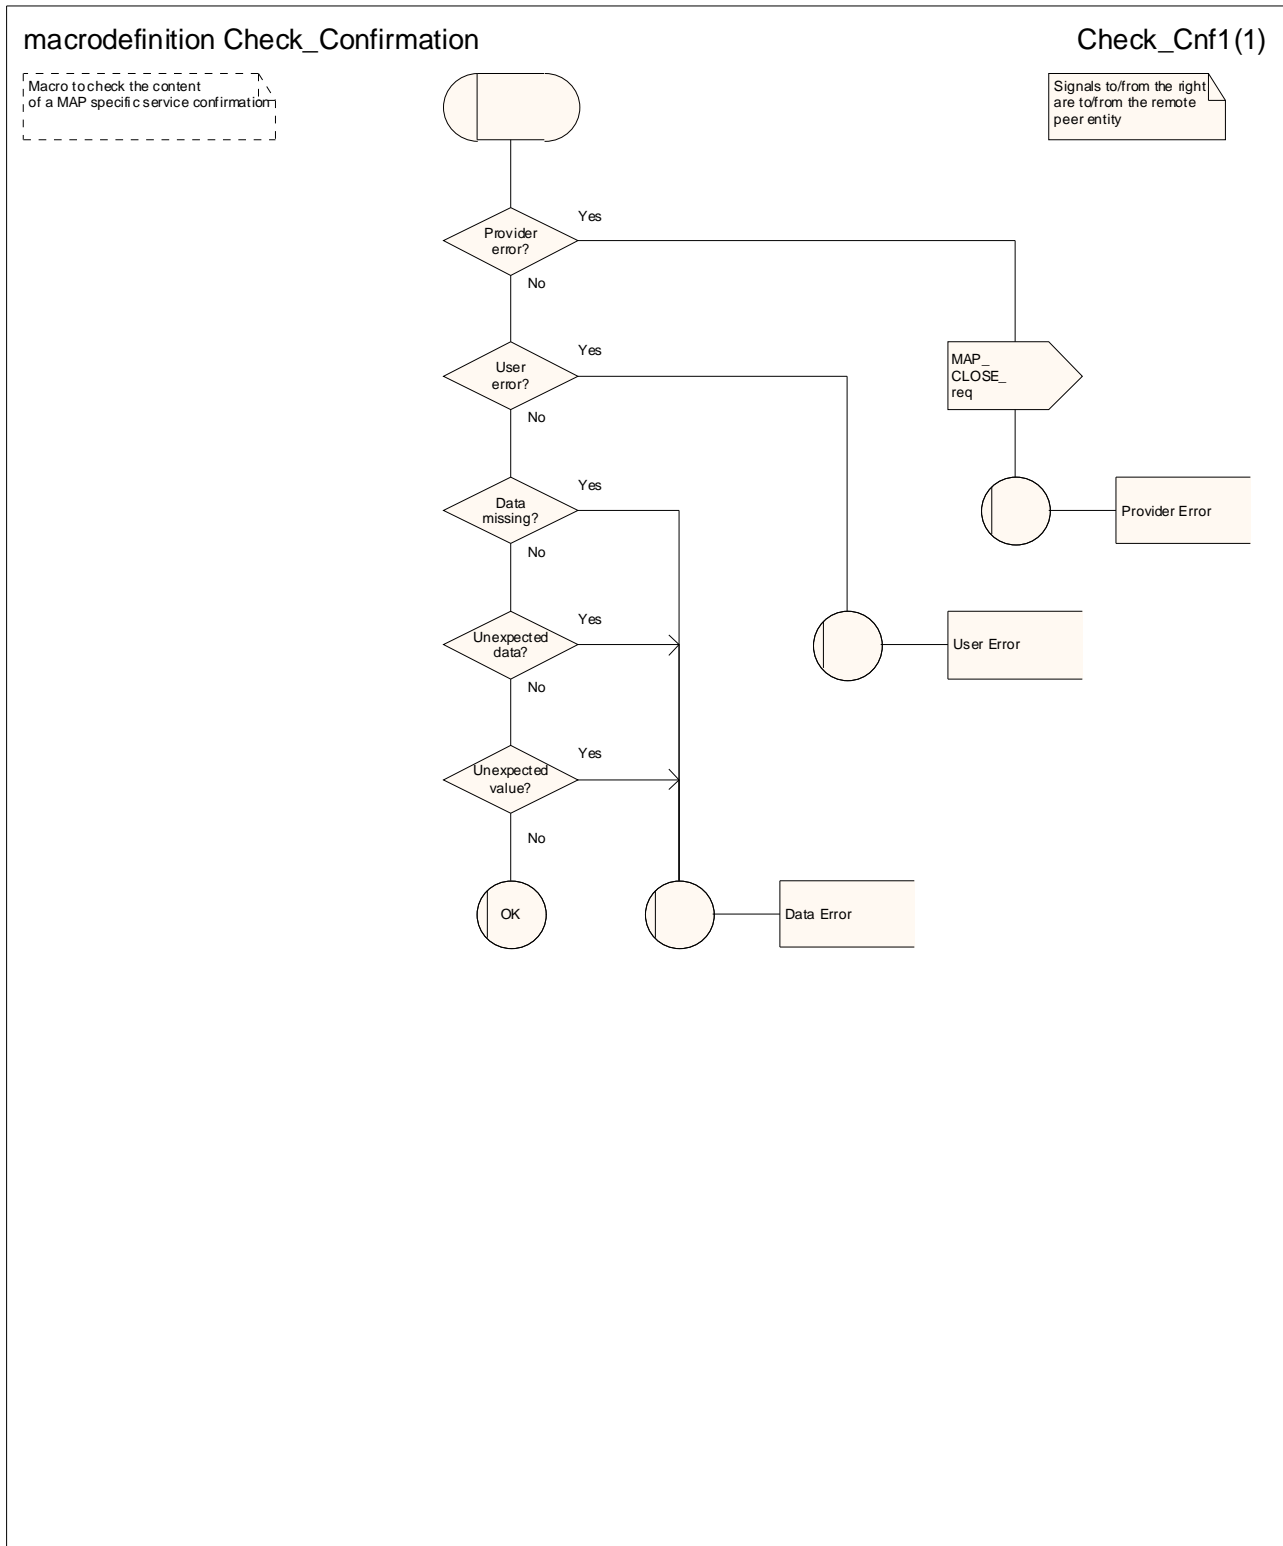 macrodefinition Check_Confirmation
Check_Cnf1(1)
Macro to check the content
of a MAP specific service confirmation
Signals to/from the right
are to/from the remote
peer entity
Provider
error?
Yes
No
User
error?
Yes
No
MAP_
CLOSE_
req
Data
missing?
Yes
No
Provider Error
Unexpected
data?
Yes
No
User Error
Unexpected
value?
Yes
No
OK
Data Error